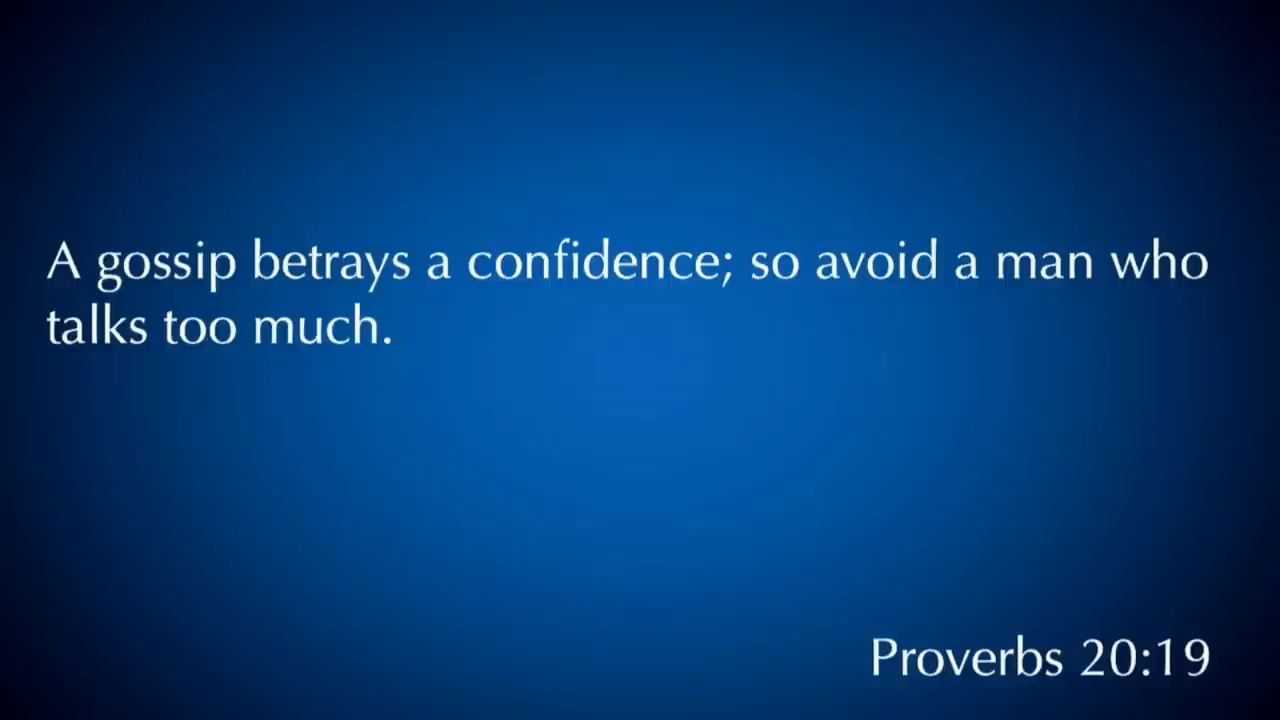 A gossip betrays a confidence; so avoid a man who
talks too much.
Proverbs 20:19